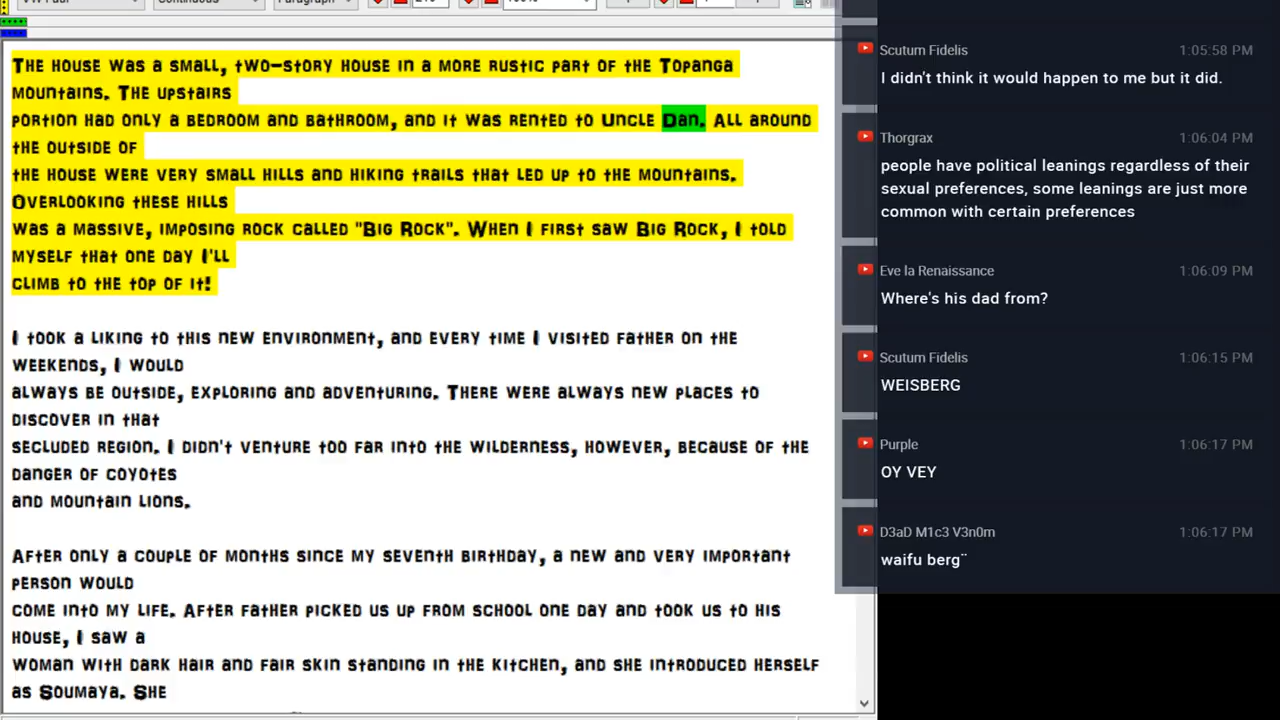 VW Paul
Continuous
Paragraph
THE HOUSE WAS A SMALL, TWO-STORY HOUSE IN A MORE RUSTIC PART OF THE TOPANGA
MOUNTAINS. THE UPSTAIRS
PORTION HAD ONLY A BEDROOM AND BATHROOM, AND IT WAS RENTED TO UNCLE DAN. ALL AROUND
THE OUTSIDE OF
THE HOUSE WERE VERY SMALL HILLS AND HIKING TRAILS THAT LED UP TO THE MOUNTAINS.
OVERLOOKING THESE HILLS
WAS A MASSIVE, IMPOSING ROCK CALLED "BIG ROCK". WHEN I FIRST SAW BIG ROCK, I TOLD
MYSELF THAT ONE DAY I'LL
CLIMB TO THE TOP OF IT!
I TOOK A LIKING TO THIS NEW ENVIRONMENT, AND EVERY TIME I VISITED FATHER ON THE
WEEKENDS, I WOULD
ALWAYS BE OUTSIDE, EXPLORING AND ADVENTURING. THERE WERE ALWAYS NEW PLACES TO
DISCOVER IN THAT
SECLUDED REGION. I DIDN'T VENTURE TOO FAR INTO THE WILDERNESS, HOWEVER, BECAUSE OF THE
DANGER OF COYOTES
AND MOUNTAIN LIONS.
AFTER ONLY A COUPLE OF MONTHS SINCE MY SEVENTH BIRTHDAY, A NEW AND VERY IMPORTANT
PERSON WOULD
COME INTO MY LIFE. AFTER FATHER PICKED US UP FROM SCHOOL ONE DAY AND TOOK US TO HIS
HOUSE, I SAW A
WOMAN WITH DARK HAIR AND FAIR SKIN STANDING IN THE KITCHEN, AND SHE INTRODUCED HERSELF
AS SOUMAYA. SHE
Scutum Fidelis 1:05:58 PM
I didn't think it would happen to me but it did.
Thorgrax 1:06:04 PM
people have political leanings regardless of their
sexual preferences, some leanings are just more
common with certain preferences
Eve la Renaissance 1:06:09 PM
Where's his dad from?
Scutum Fidelis 1:06:15 PM
WEISBERG
Purple 1:06:17 PM
OY VEY
D3aD M1c3 V3n0m 1:06:17 PM
waifu berg¨